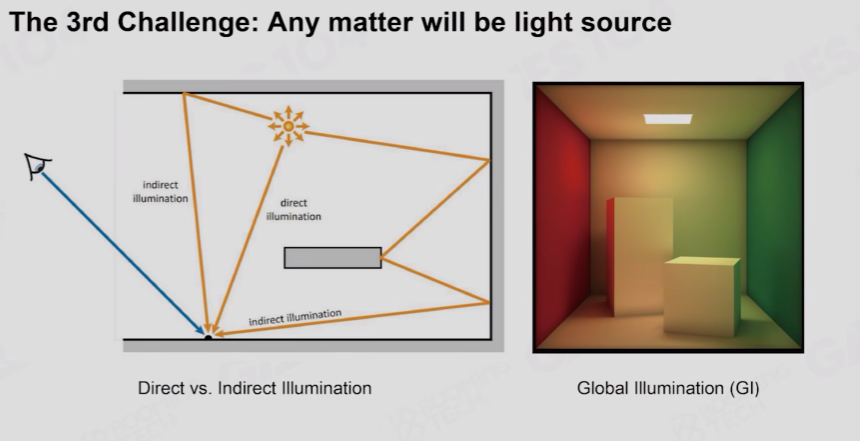 The 3rd Challenge: Any matter will be light source
indirect
illumination
direct
illumination
indirect illumination
Direct vs. Indirect Illumination
Global Illumination (GI)